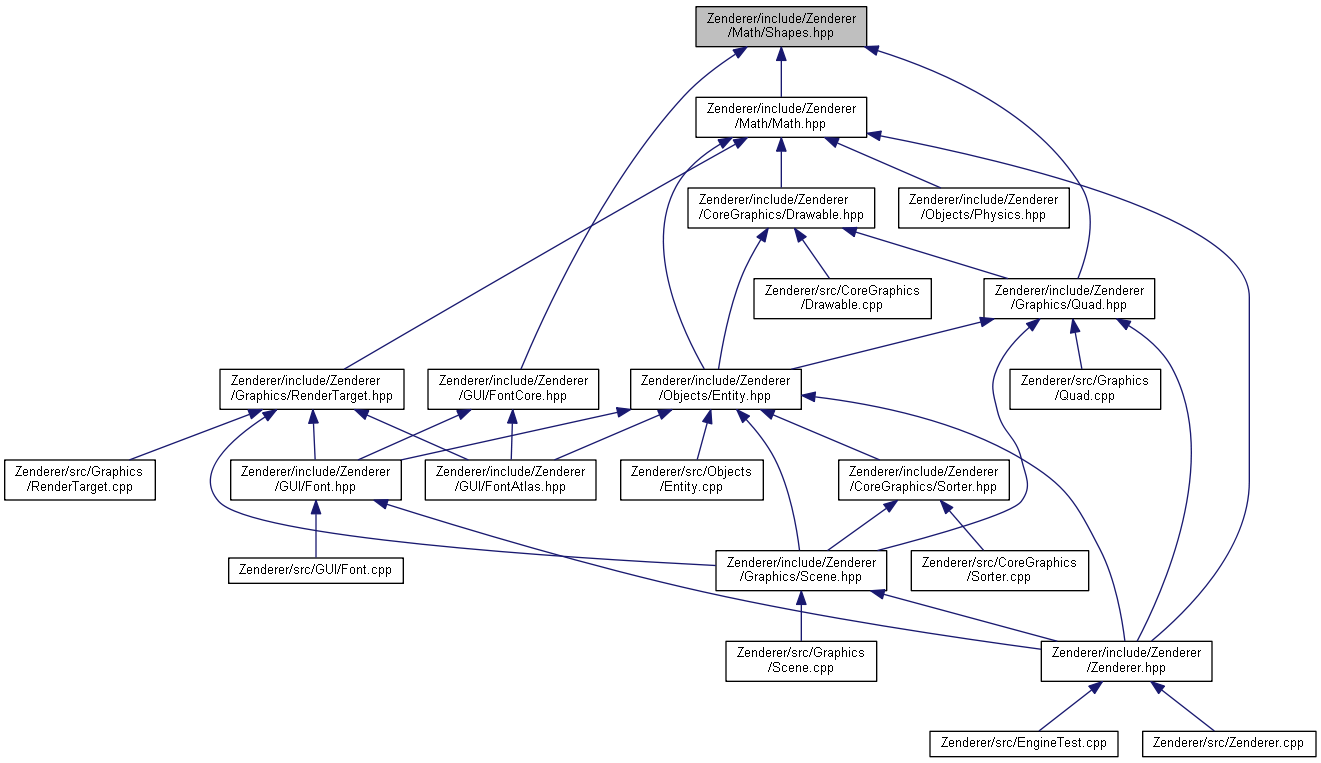 Zenderer/include/Zenderer
/Math/Shapes.hpp
Zenderer/include/Zenderer
/Math/Math.hpp
Zenderer/include/Zenderer
/CoreGraphics/Drawable.hpp
Zenderer/include/Zenderer
/Objects/Physics.hpp
Zenderer/src/CoreGraphics
/Drawable.cpp
Zenderer/include/Zenderer
/Graphics/Quad.hpp
Zenderer/include/Zenderer
/Graphics/RenderTarget.hpp
Zenderer/include/Zenderer
/GUI/FontCore.hpp
Zenderer/include/Zenderer
/Objects/Entity.hpp
Zenderer/src/Graphics
/Quad.cpp
Zenderer/src/Graphics
/RenderTarget.cpp
Zenderer/include/Zenderer
/GUI/Font.hpp
Zenderer/include/Zenderer
/GUI/FontAtlas.hpp
Zenderer/src/Objects
/Entity.cpp
Zenderer/include/Zenderer
/CoreGraphics/Sorter.hpp
Zenderer/src/GUI/Font.cpp
Zenderer/include/Zenderer
/Graphics/Scene.hpp
Zenderer/src/CoreGraphics
/Sorter.cpp
Zenderer/src/Graphics
/Scene.cpp
Zenderer/include/Zenderer
/Zenderer.hpp
Zenderer/src/EngineTest.cpp
Zenderer/src/Zenderer.cpp